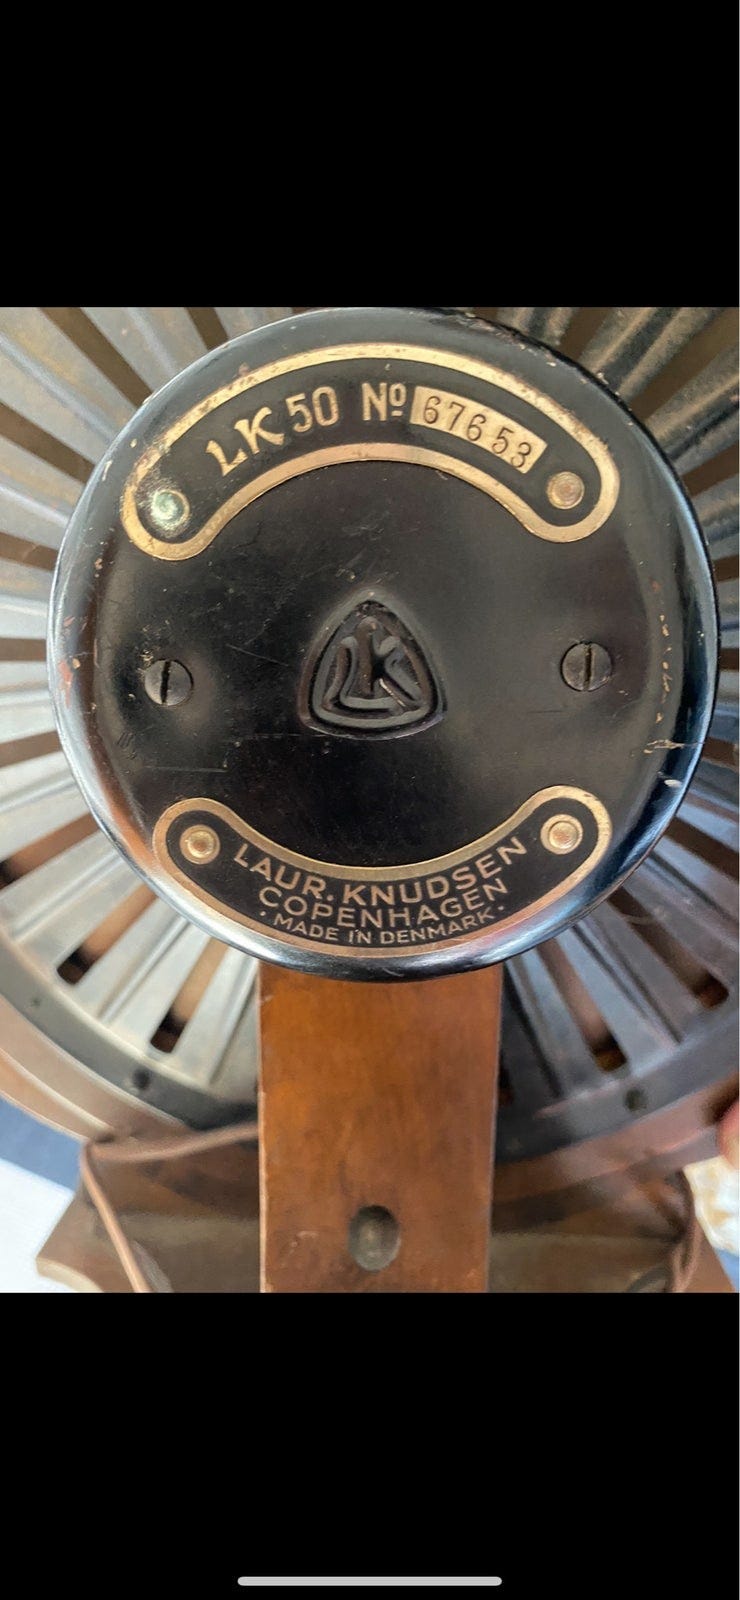 LK 50 No 67653
LK
LAUR. KNUDSEN
COPENHAGEN
· MADE IN DENMARK ·